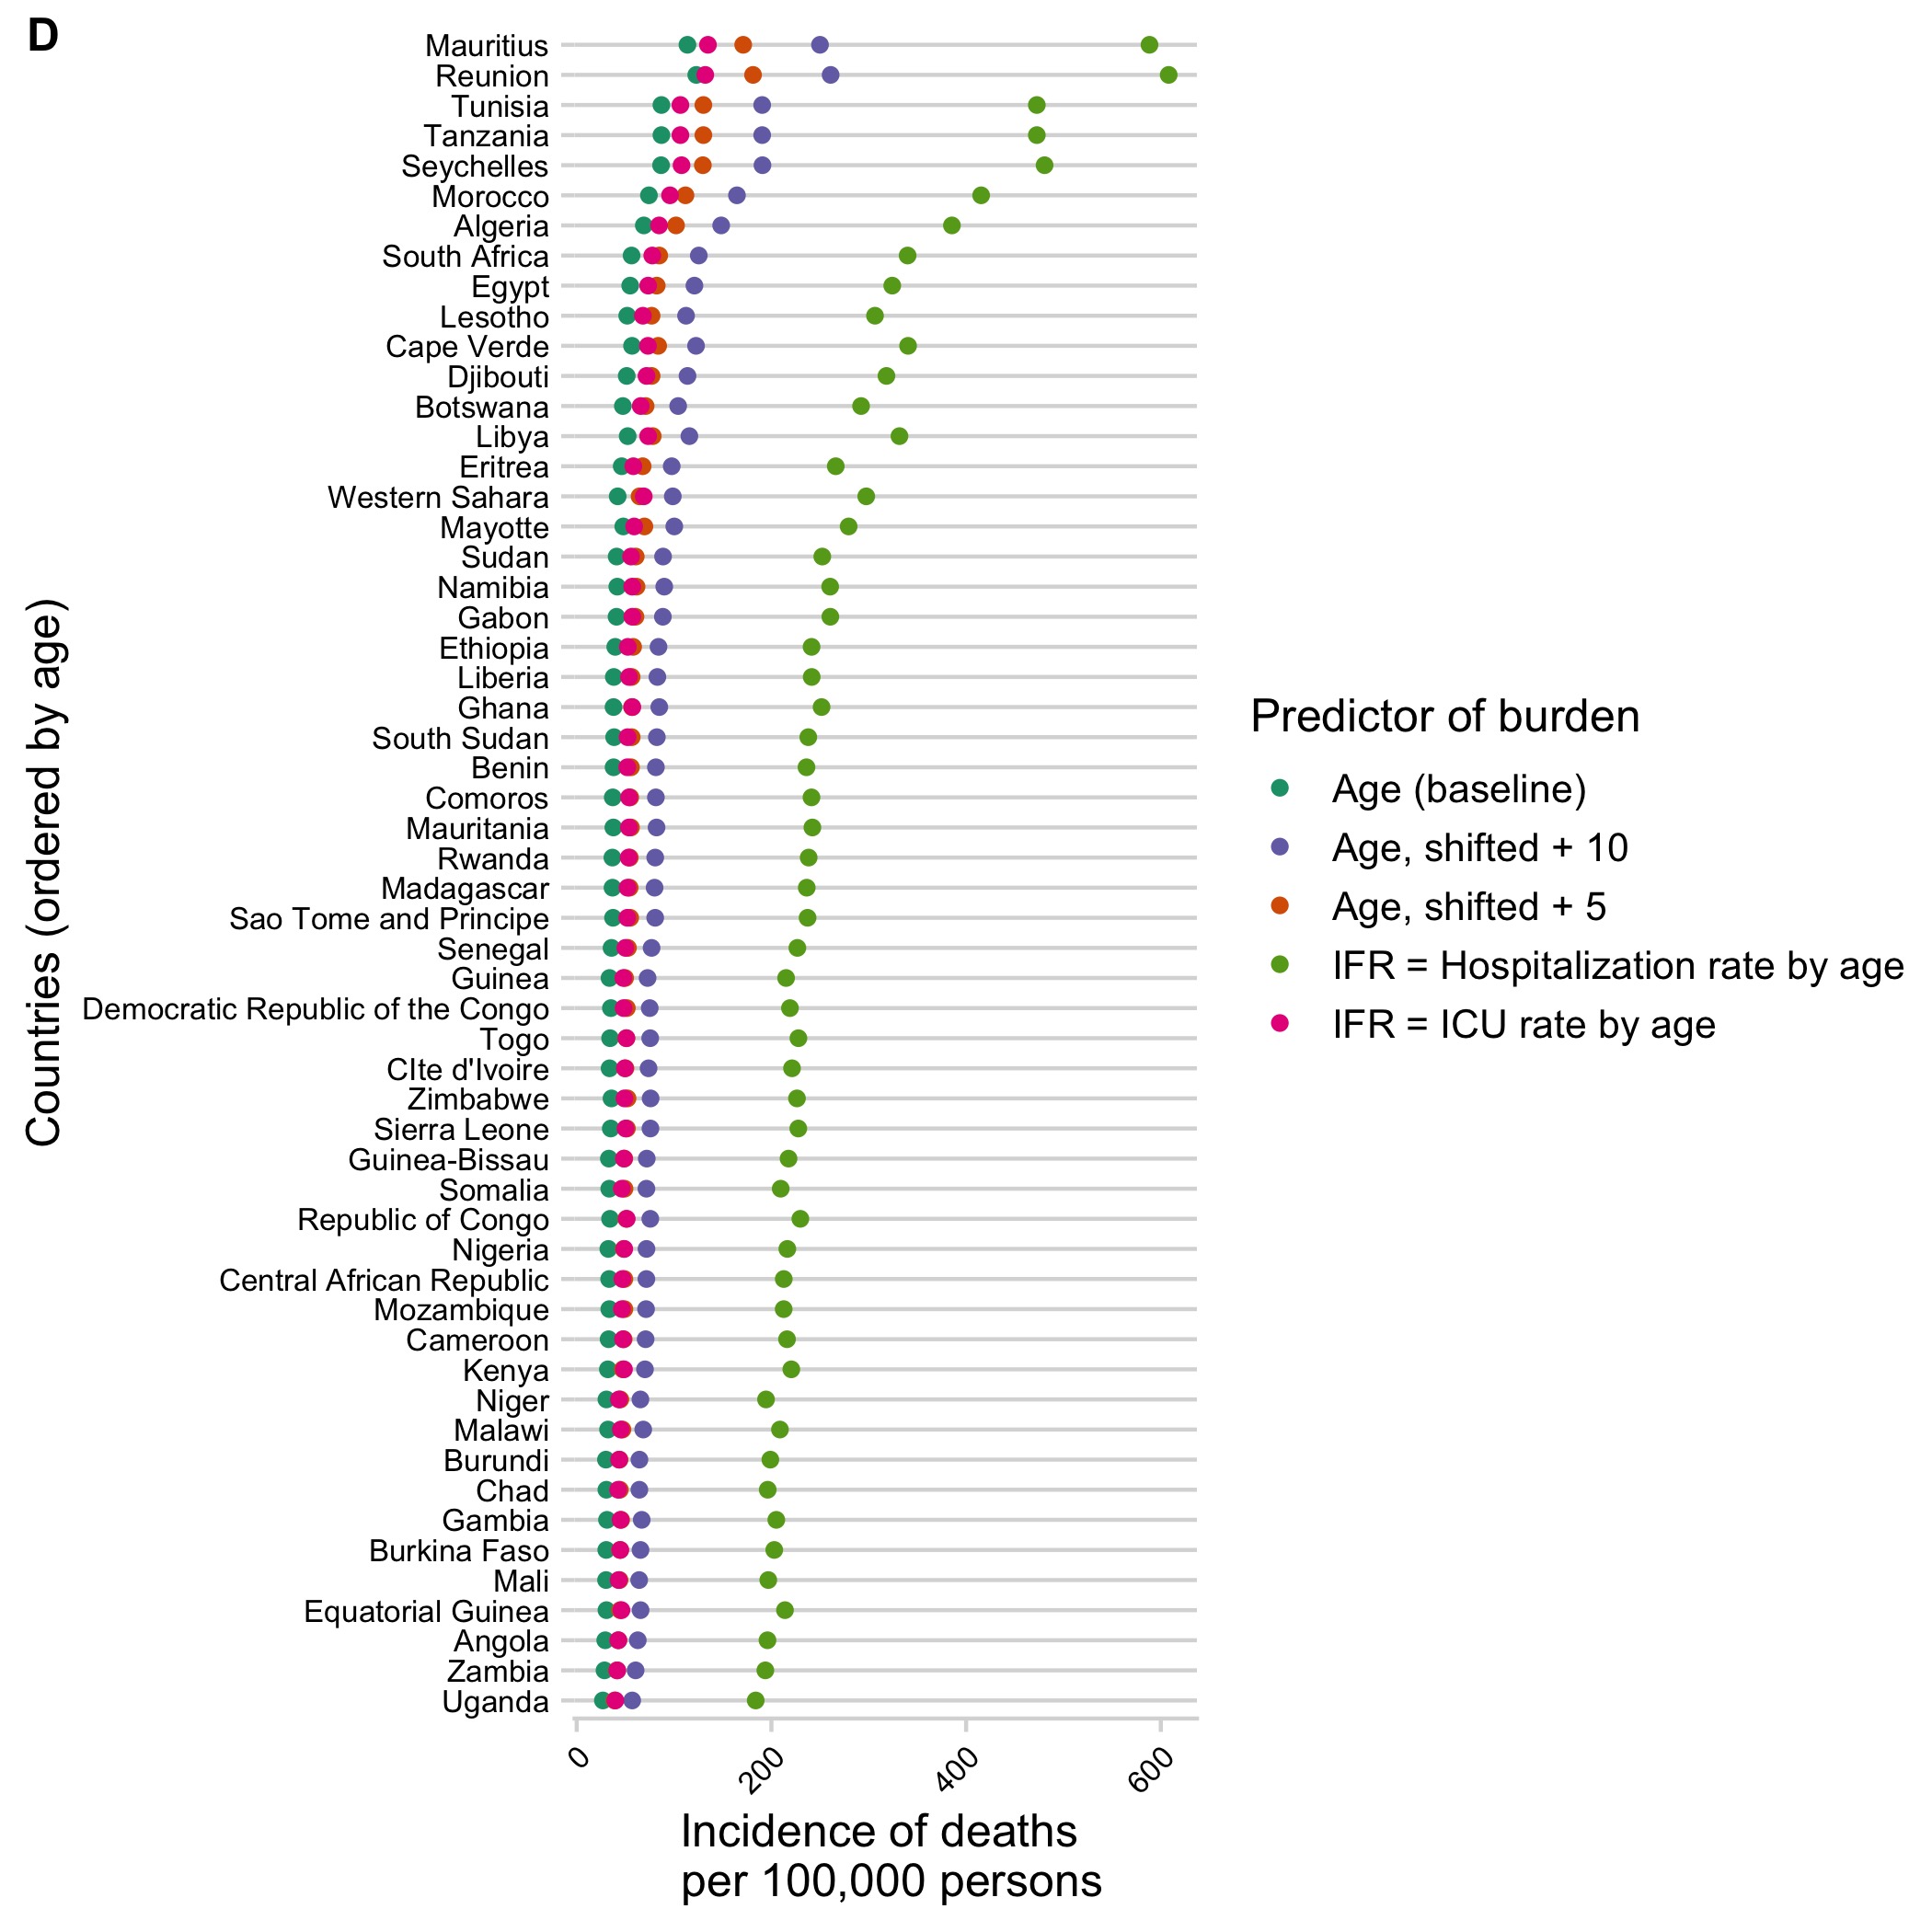 D
Mauritius
Reunion
Tunisia
Tanzania
Seychelles
Morocco
Algeria
South Africa
Egypt
Lesotho
Cape Verde
Djibouti
Botswana
Libya
Eritrea
Western Sahara
Mayotte
Sudan
Namibia
Gabon
Ethiopia
Liberia
Ghana
South Sudan
Benin
Comoros
Mauritania
Rwanda
Madagascar
Sao Tome and Principe
Senegal
Guinea
Democratic Republic of the Congo
Togo
CIte d'Ivoire
Zimbabwe
Sierra Leone
Guinea-Bissau
Somalia
Republic of Congo
Nigeria
Central African Republic
Mozambique
Cameroon
Kenya
Niger
Malawi
Burundi
Chad
Gambia
Burkina Faso
Mali
Equatorial Guinea
Angola
Zambia
Uganda
Countries (ordered by age)
0
200
400
600
Incidence of deaths
per 100,000 persons
Predictor of burden
Age (baseline)
Age, shifted + 10
Age, shifted + 5
IFR = Hospitalization rate by age
IFR = ICU rate by age